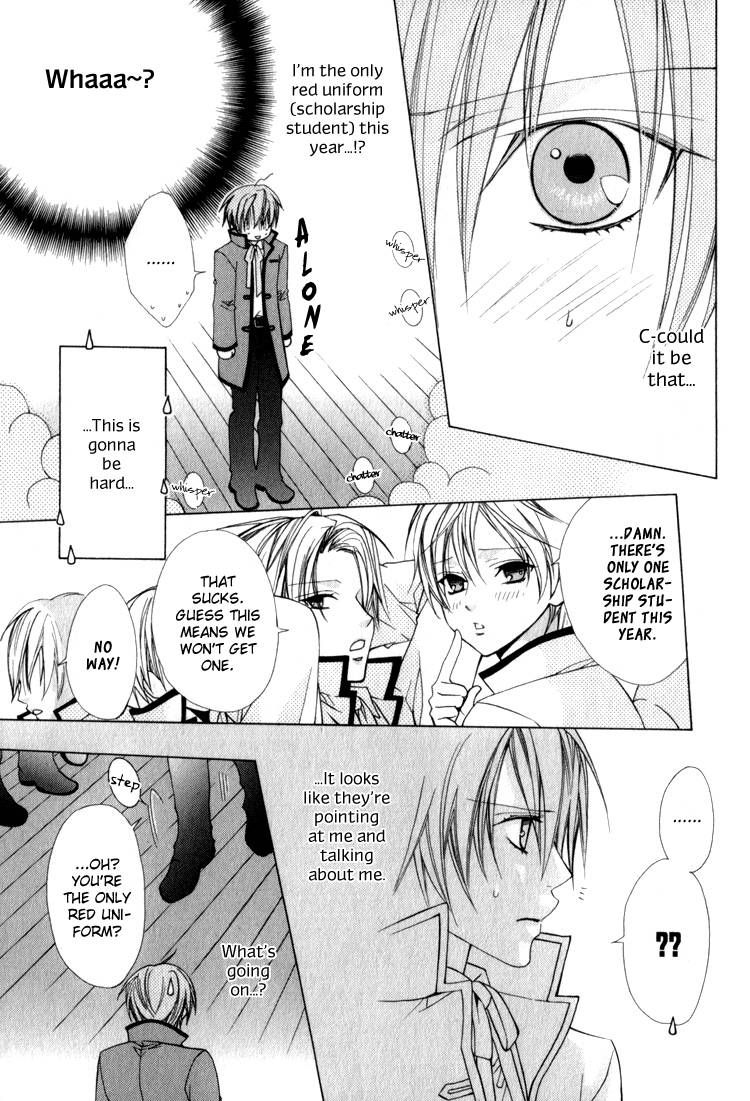 C-could
it be
that...
I'm the only
red uniform
(scholarship
student) this
year...!?
Whaaa~?
ALONE
......
whisper
whisper
chatter
chatter
whisper
...This is
gonna
be
hard...
...DAMN.
THERE'S
ONLY ONE
SCHOLAR-
SHIP STU-
DENT THIS
YEAR.
THAT
SUCKS.
GUESS THIS
MEANS WE
WON'T GET
ONE.
NO
WAY!
......
??
...It looks
like they're
pointing
at me and
talking
about me.
step
...OH?
YOU'RE
THE ONLY
RED UNI-
FORM?
What's
going
on...?